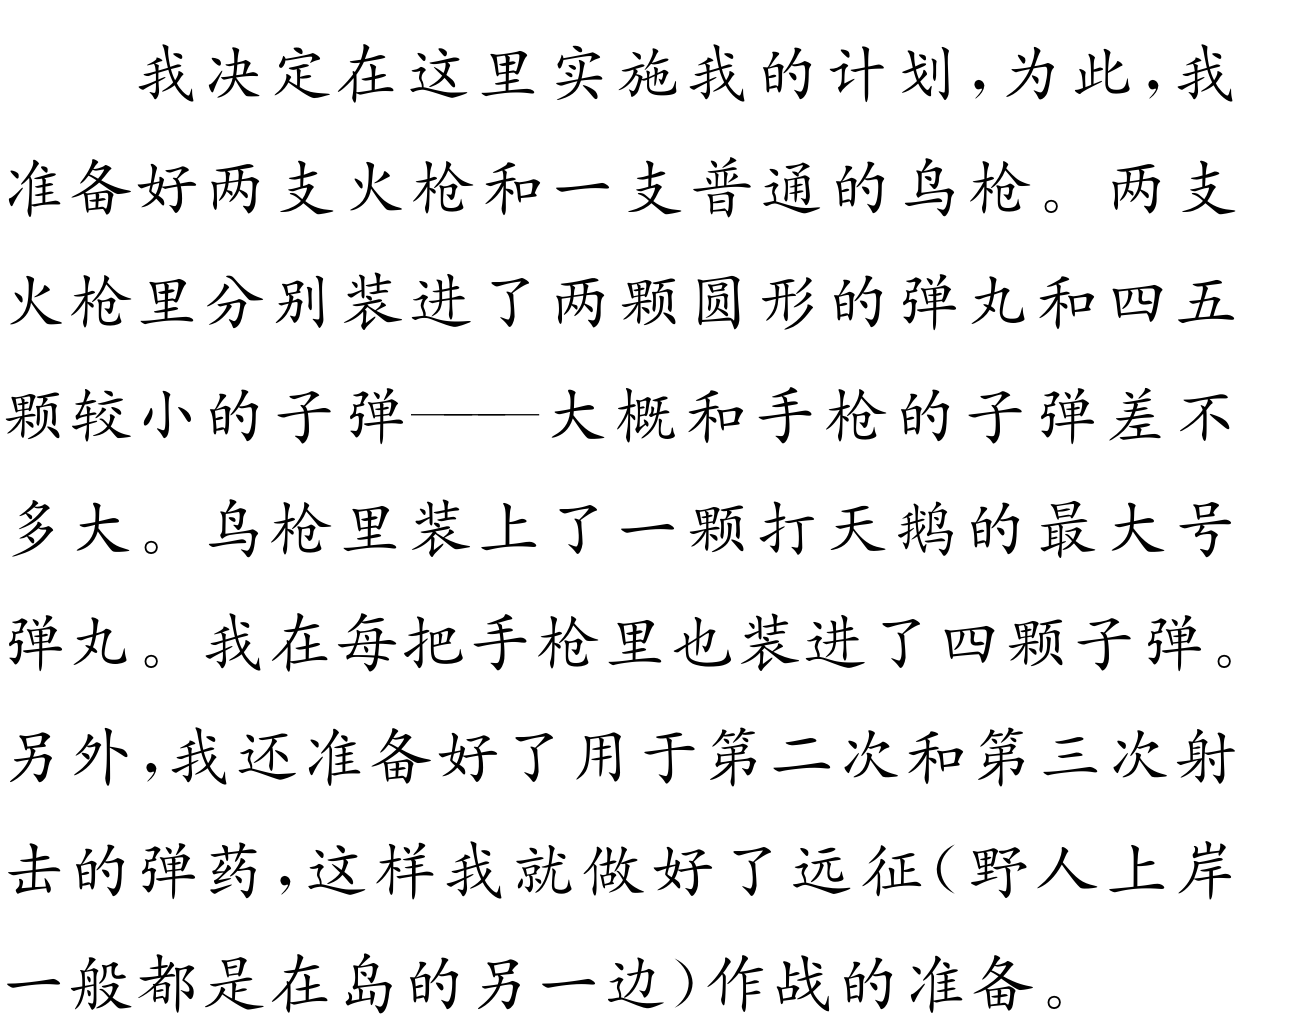 我决定在这里实施我的计划，为此，我
准备好两支火枪和一支普通的鸟枪。两支
火枪里分别装进了两颗圆形的弹丸和四五
颗较小的子弹——大概和手枪的子弹差不
多大。鸟枪里装上了一颗打天鹅的最大号
弹丸。我在每把手枪里也装进了四颗子弹。
另外，我还准备好了用于第二次和第三次射
击的弹药，这样我就做好了远征（野人上岸
一般都是在岛的另一边）作战的准备。